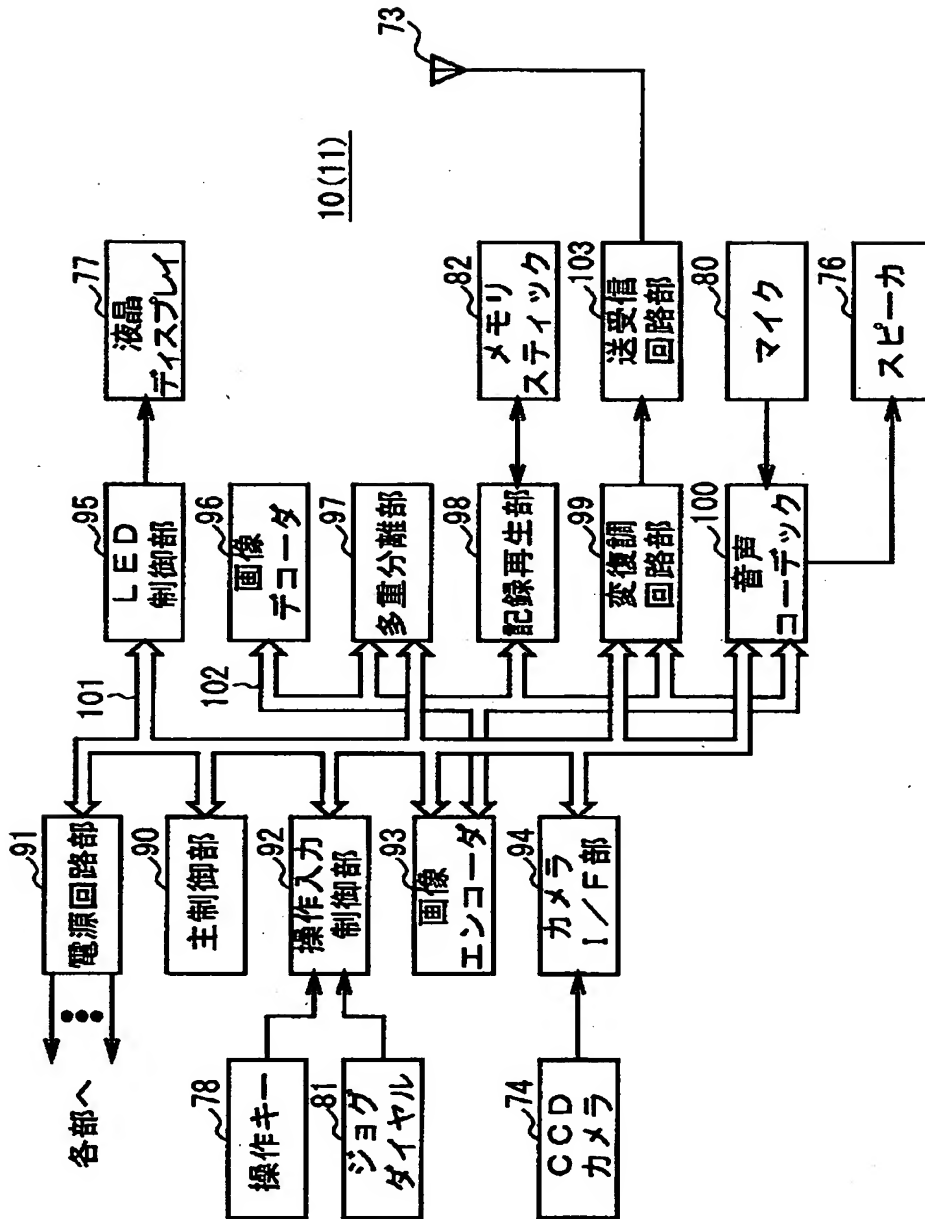 10(11)
73
各部へ
91
電源回路部
90
主制御部
92
操作入力
制御部
93
画像
エンコーダ
94
カメラ
I/F部
78
操作キー
81
ジョグ
ダイヤル
74
CCD
カメラ
101
102
95
LED
制御部
96
画像
デコーダ
97
多重分離部
98
記録再生部
99
変復調
回路部
100
音声
コーデック
77
液晶
ディスプレイ
82
メモリ
スティック
103
送受信
回路部
80
マイク
76
スピーカ